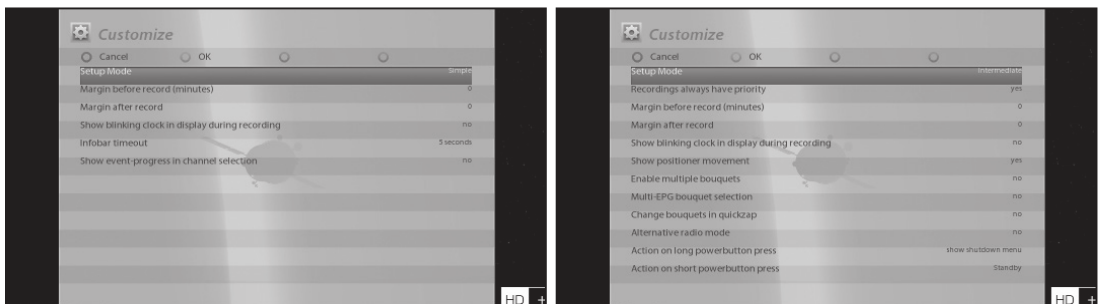 Customize
Cancel OK
Setup Mode Simple
Margin before record (minutes) 0
Margin after record 0
Show blinking clock in display during recording no
Infobar timeout 5 seconds
Show event-progress in channel selection no
HD +
Customize
Cancel OK
Setup Mode Intermediate
Recordings always have priority yes
Margin before record (minutes) 0
Margin after record 0
Show blinking clock in display during recording no
Show positioner movement yes
Enable multiple bouquets no
Multi-EPG bouquet selection no
Change bouquets in quickzap no
Alternative radio mode no
Action on long powerbutton press show shutdown menu
Action on short powerbutton press Standby
HD +